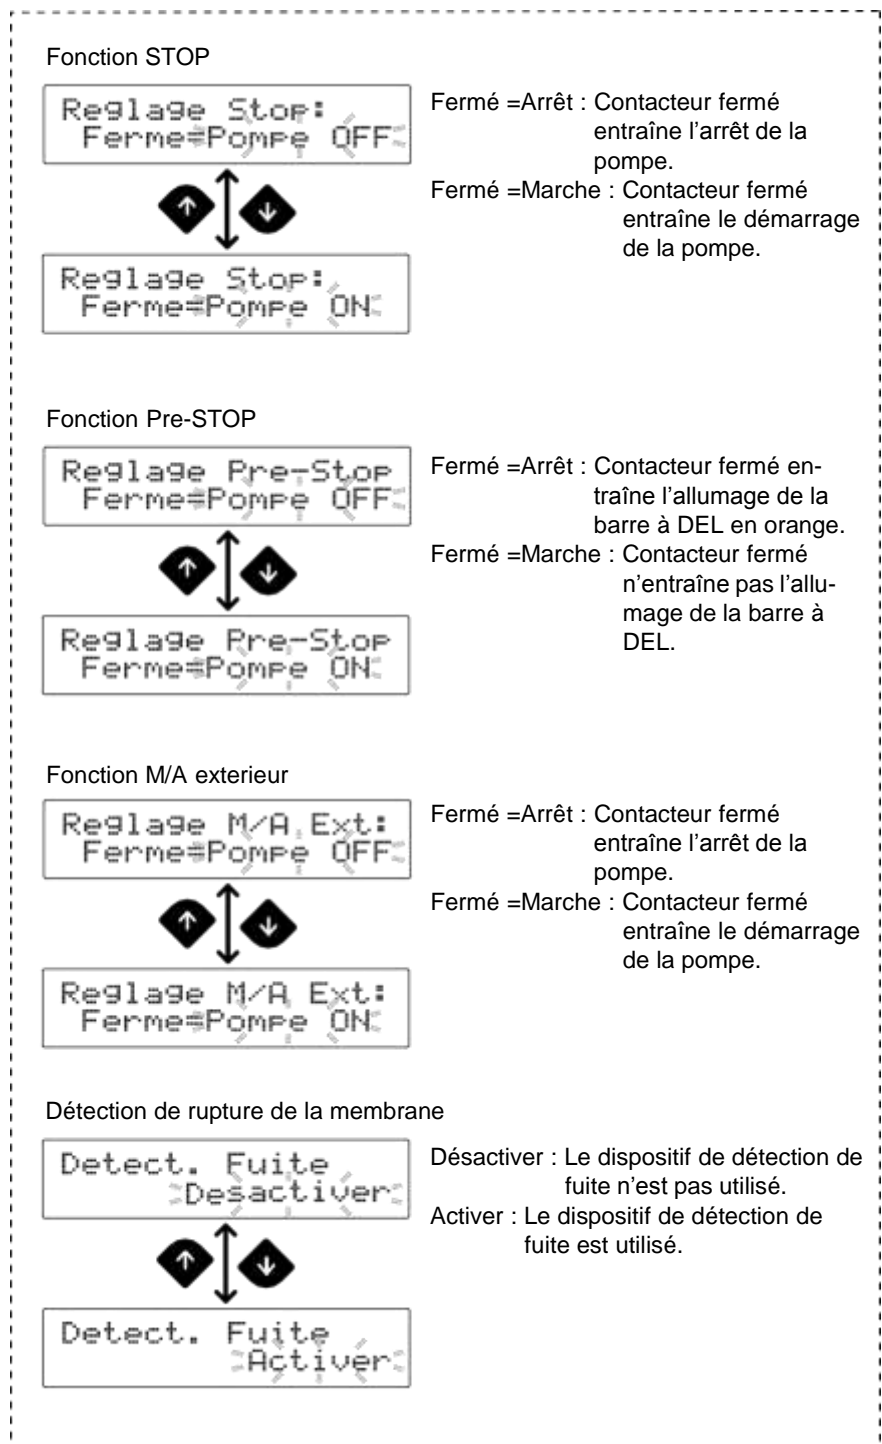 Fonction STOP
Reglage Stop:
Ferme=Pompe OFF
Reglage Stop:
Ferme=Pompe ON
Fermé =Arrêt : Contacteur fermé
entraîne l’arrêt de la
pompe.
Fermé =Marche : Contacteur fermé
entraîne le démarrage
de la pompe.
Fonction Pre-STOP
Reglage Pre-Stop
Ferme=Pompe OFF
Reglage Pre-Stop
Ferme=Pompe ON
Fermé =Arrêt : Contacteur fermé en-
traîne l’allumage de la
barre à DEL en orange.
Fermé =Marche : Contacteur fermé
n’entraîne pas l’allu-
mage de la barre à
DEL.
Fonction M/A exterieur
Reglage M/A Ext:
Ferme=Pompe OFF
Reglage M/A Ext:
Ferme=Pompe ON
Fermé =Arrêt : Contacteur fermé
entraîne l’arrêt de la
pompe.
Fermé =Marche : Contacteur fermé
entraîne le démarrage
de la pompe.
Détection de rupture de la membrane
Detect. Fuite
Desactiver
Detect. Fuite
Activer
Désactiver : Le dispositif de détection de
fuite n’est pas utilisé.
Activer : Le dispositif de détection de
fuite est utilisé.